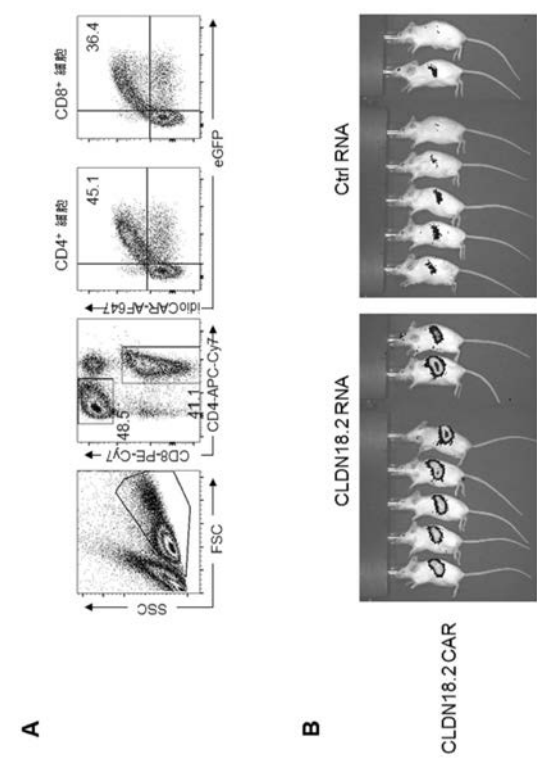 A
SSC
FSC
CD8-PE-Cy7
CD4-APC-Cy7
48.5
41.1
CD4⁺ 細胞
45.1
idioCAR-AF647
CD8⁺ 細胞
36.4
eGFP
B
CLDN18.2 CAR
CLDN18.2 RNA
Ctrl RNA